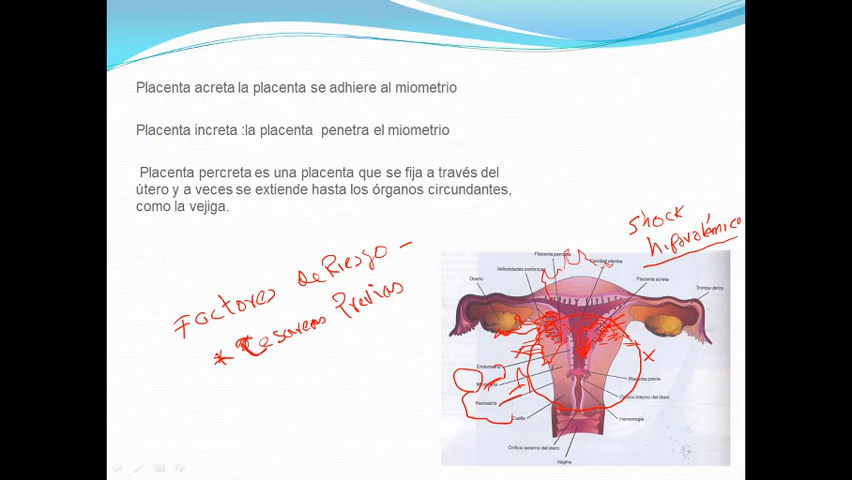 Placenta acreta la placenta se adhiere al miometrio
Placenta increta :la placenta penetra el miometrio
Placenta percreta es una placenta que se fija a través del
útero y a veces se extiende hasta los órganos circundantes,
como la vejiga.
Shock
hipovolémico
Factores de Riesgo -
* Cesareas Previas
Placenta percreta
Cavidad uterina
Vellosidades coriónicas
Ovario
Placenta acreta
Trompa uterina
Endometrio
Placenta previa
Perimetrio
Orificio interno del útero
Cuello
Hemorragia
Orificio externo del útero
Vagina